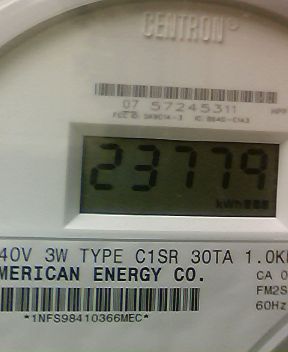 CENTRON®
07 57245311
23779
kWh
40V 3W TYPE C1SR 30TA 1.0K
MERICAN ENERGY CO.
CA 0
FM2S
60Hz
*1NFS98410366MEC*